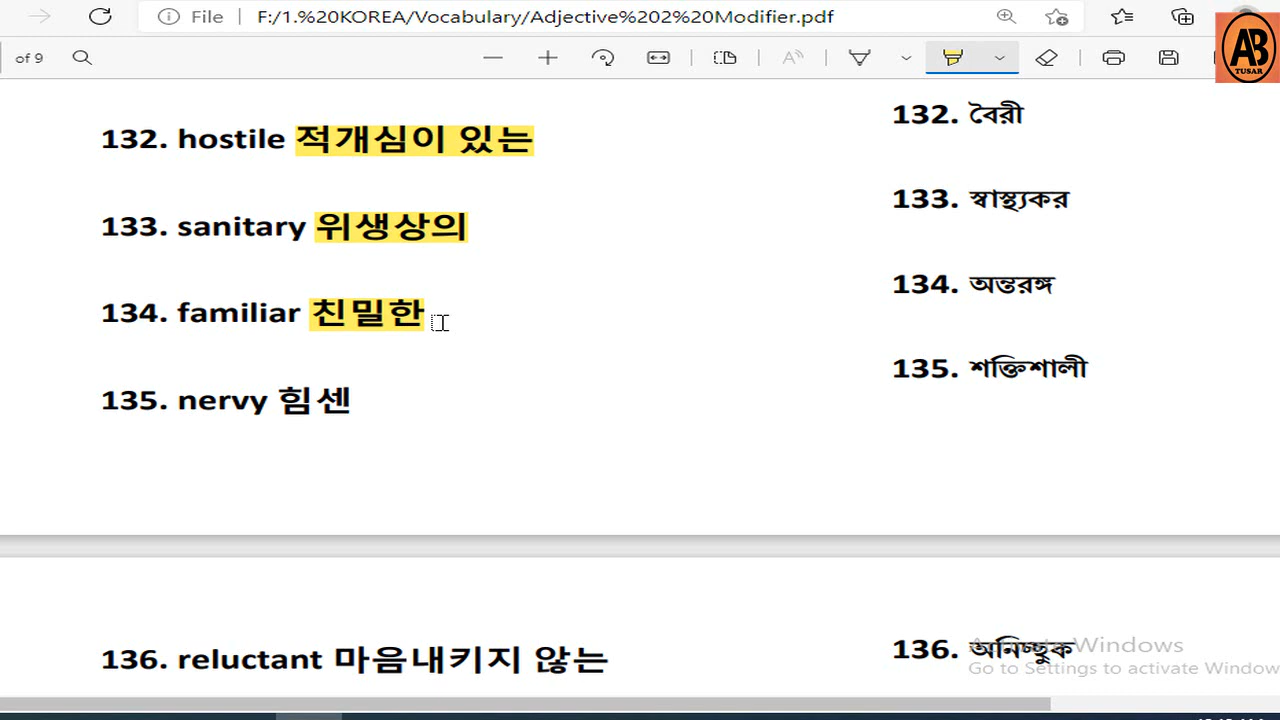 File F:/1.%20KOREA/Vocabulary/Adjective%202%20Modifier.pdf
of 9
AB
TUSAR
132. hostile 적개심이 있는
132. বৈরী
133. sanitary 위생상의
133. স্বাস্থ্যকর
134. familiar 친밀한
134. অন্তরঙ্গ
135. nervy 힘센
135. শক্তিশালী
136. reluctant 마음내키지 않는
136. অনিচ্ছুক
Activate Windows
Go to Settings to activate Window